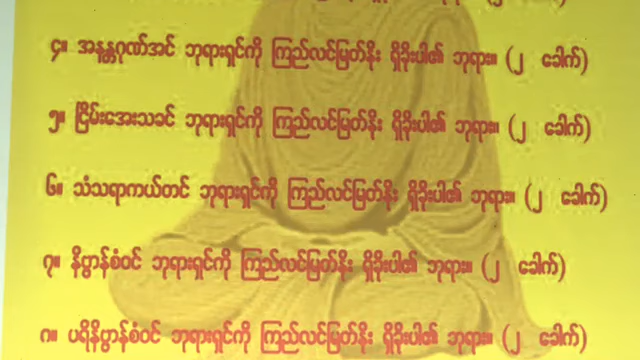 ၄။ အနန္တဂုဏ်အင် ဘုရားရှင်ကို ကြည်လင်မြတ်နိုး ရှိခိုးပါ၏ ဘုရား။ (၂ ခေါက်)
၅။ ငြိမ်းအေးသခင် ဘုရားရှင်ကို ကြည်လင်မြတ်နိုး ရှိခိုးပါ၏ ဘုရား။ (၂ ခေါက်)
၆။ သံသရာကယ်တင် ဘုရားရှင်ကို ကြည်လင်မြတ်နိုး ရှိခိုးပါ၏ ဘုရား။ (၂ ခေါက်)
၇။ နိဗ္ဗာန်စံဝင် ဘုရားရှင်ကို ကြည်လင်မြတ်နိုး ရှိခိုးပါ၏ ဘုရား။ (၂ ခေါက်)
၈။ ပရိနိဗ္ဗာန်စံဝင် ဘုရားရှင်ကို ကြည်လင်မြတ်နိုး ရှိခိုးပါ၏ ဘုရား။ (၂ ခေါက်)